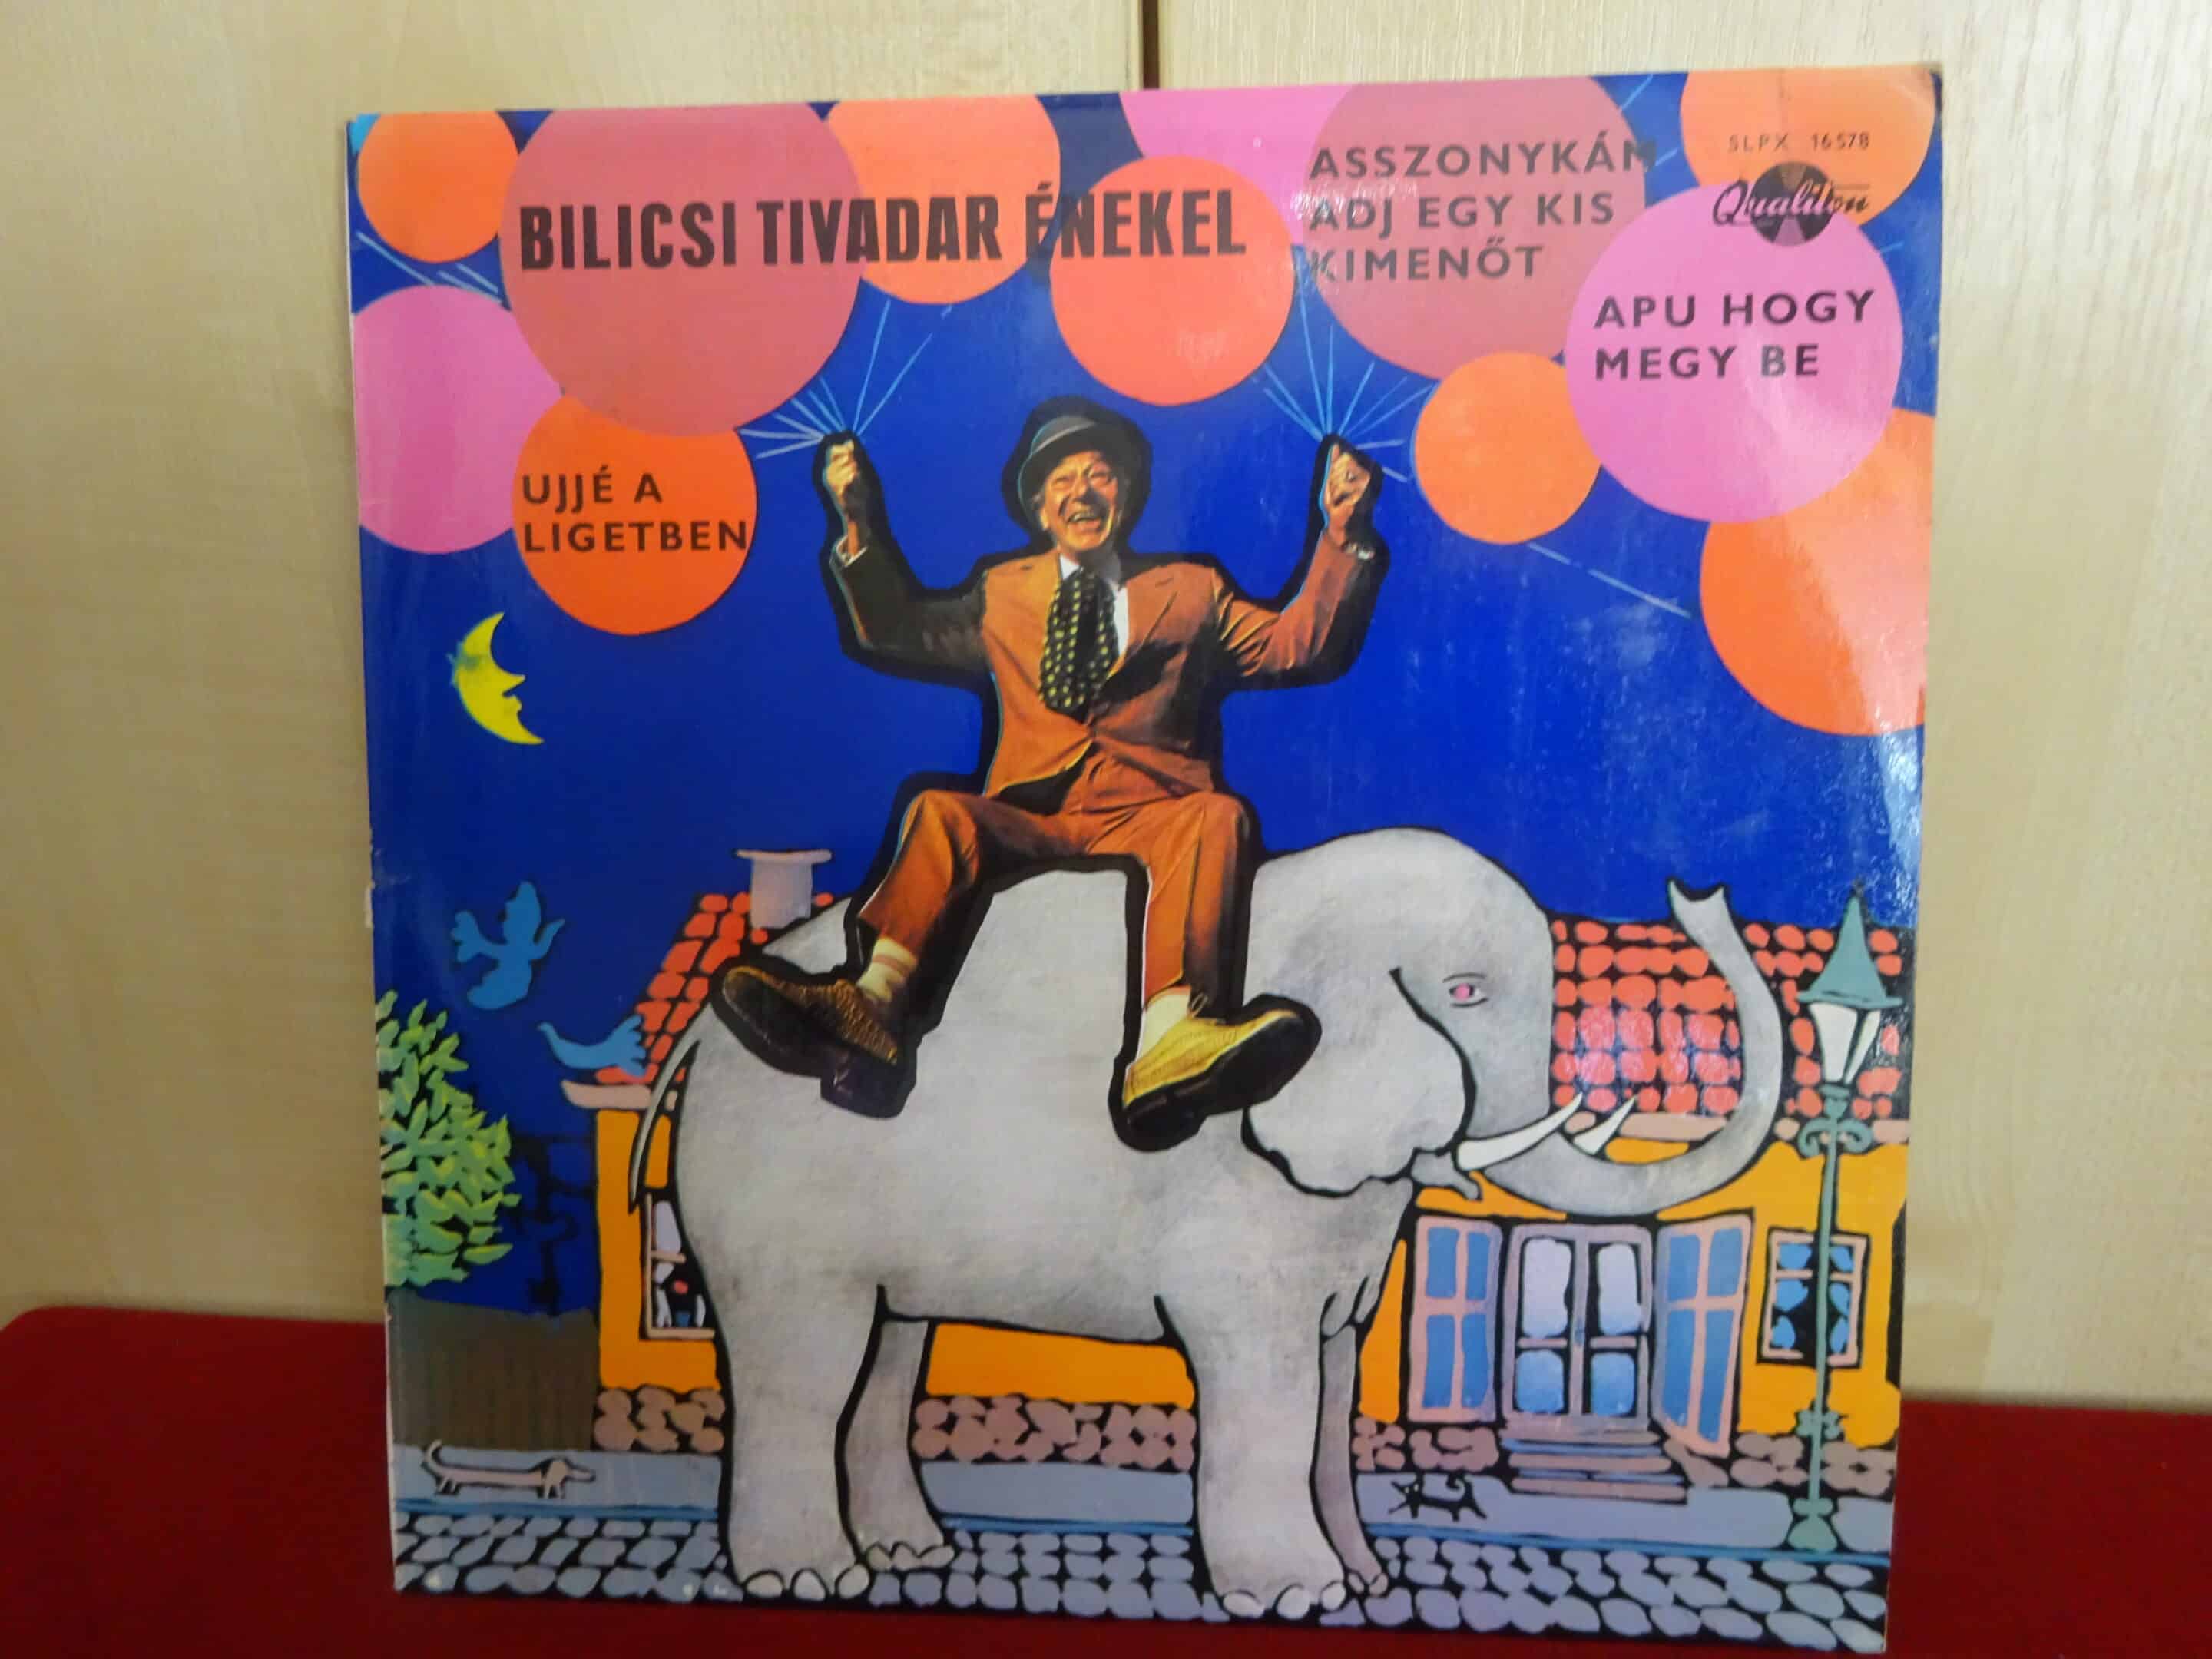 BILICSI TIVADAR ÉNEKEL
ASSZONYKÁM
ADJ EGY KIS
KIMENŐT
SLPX 16578
Qualiton
APU HOGY
MEGY BE
UJJÉ A
LIGETBEN